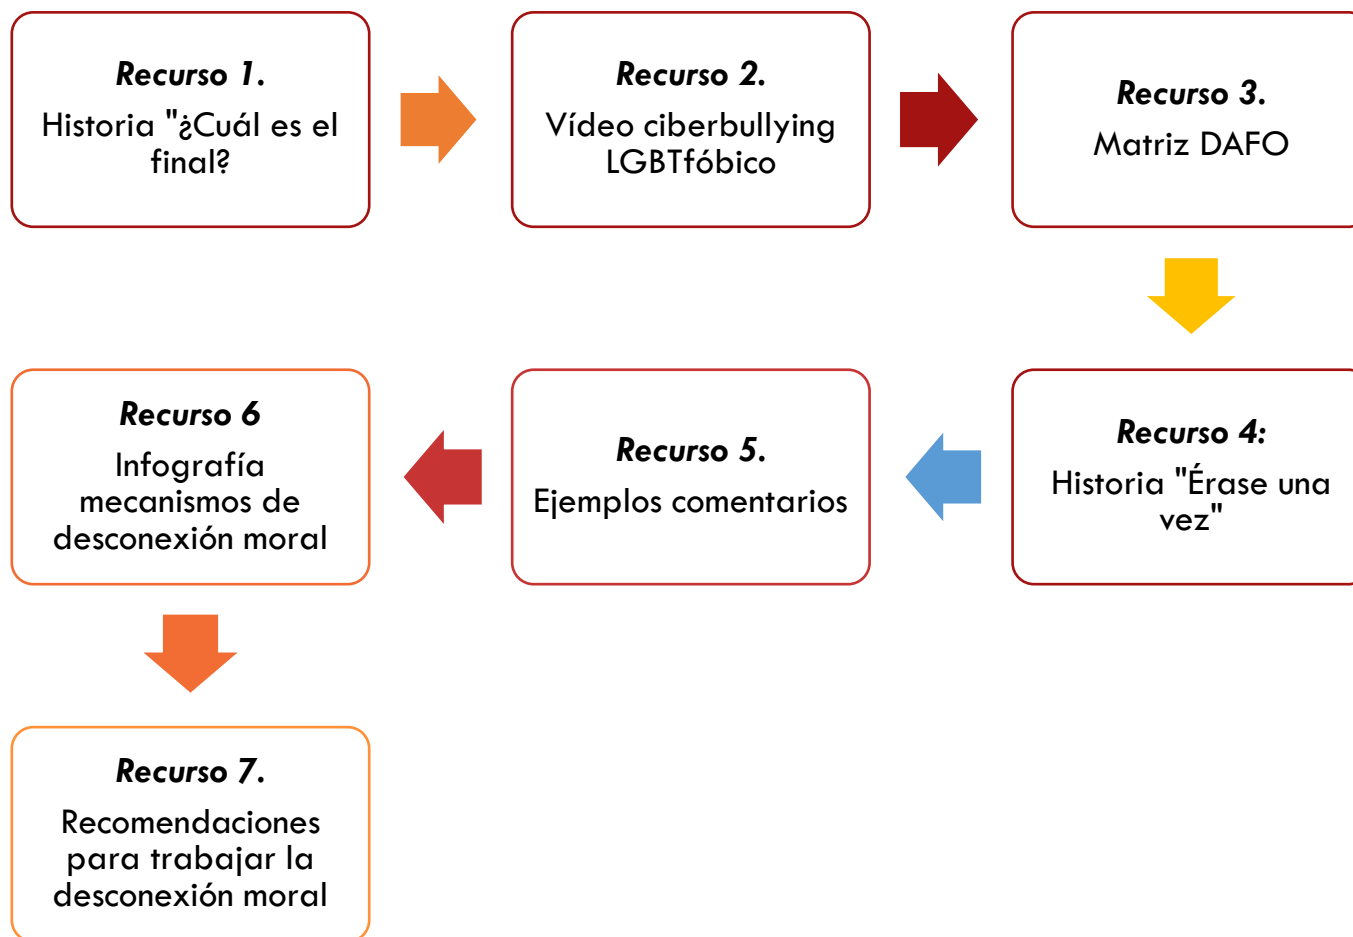 Recurso 1.
Historia "¿Cuál es el
final?
Recurso 2.
Vídeo ciberbullying
LGBTfóbico
Recurso 3.
Matriz DAFO
Recurso 4:
Historia "Érase una
vez"
Recurso 5.
Ejemplos comentarios
Recurso 6
Infografía
mecanismos de
desconexión moral
Recurso 7.
Recomendaciones
para trabajar la
desconexión moral